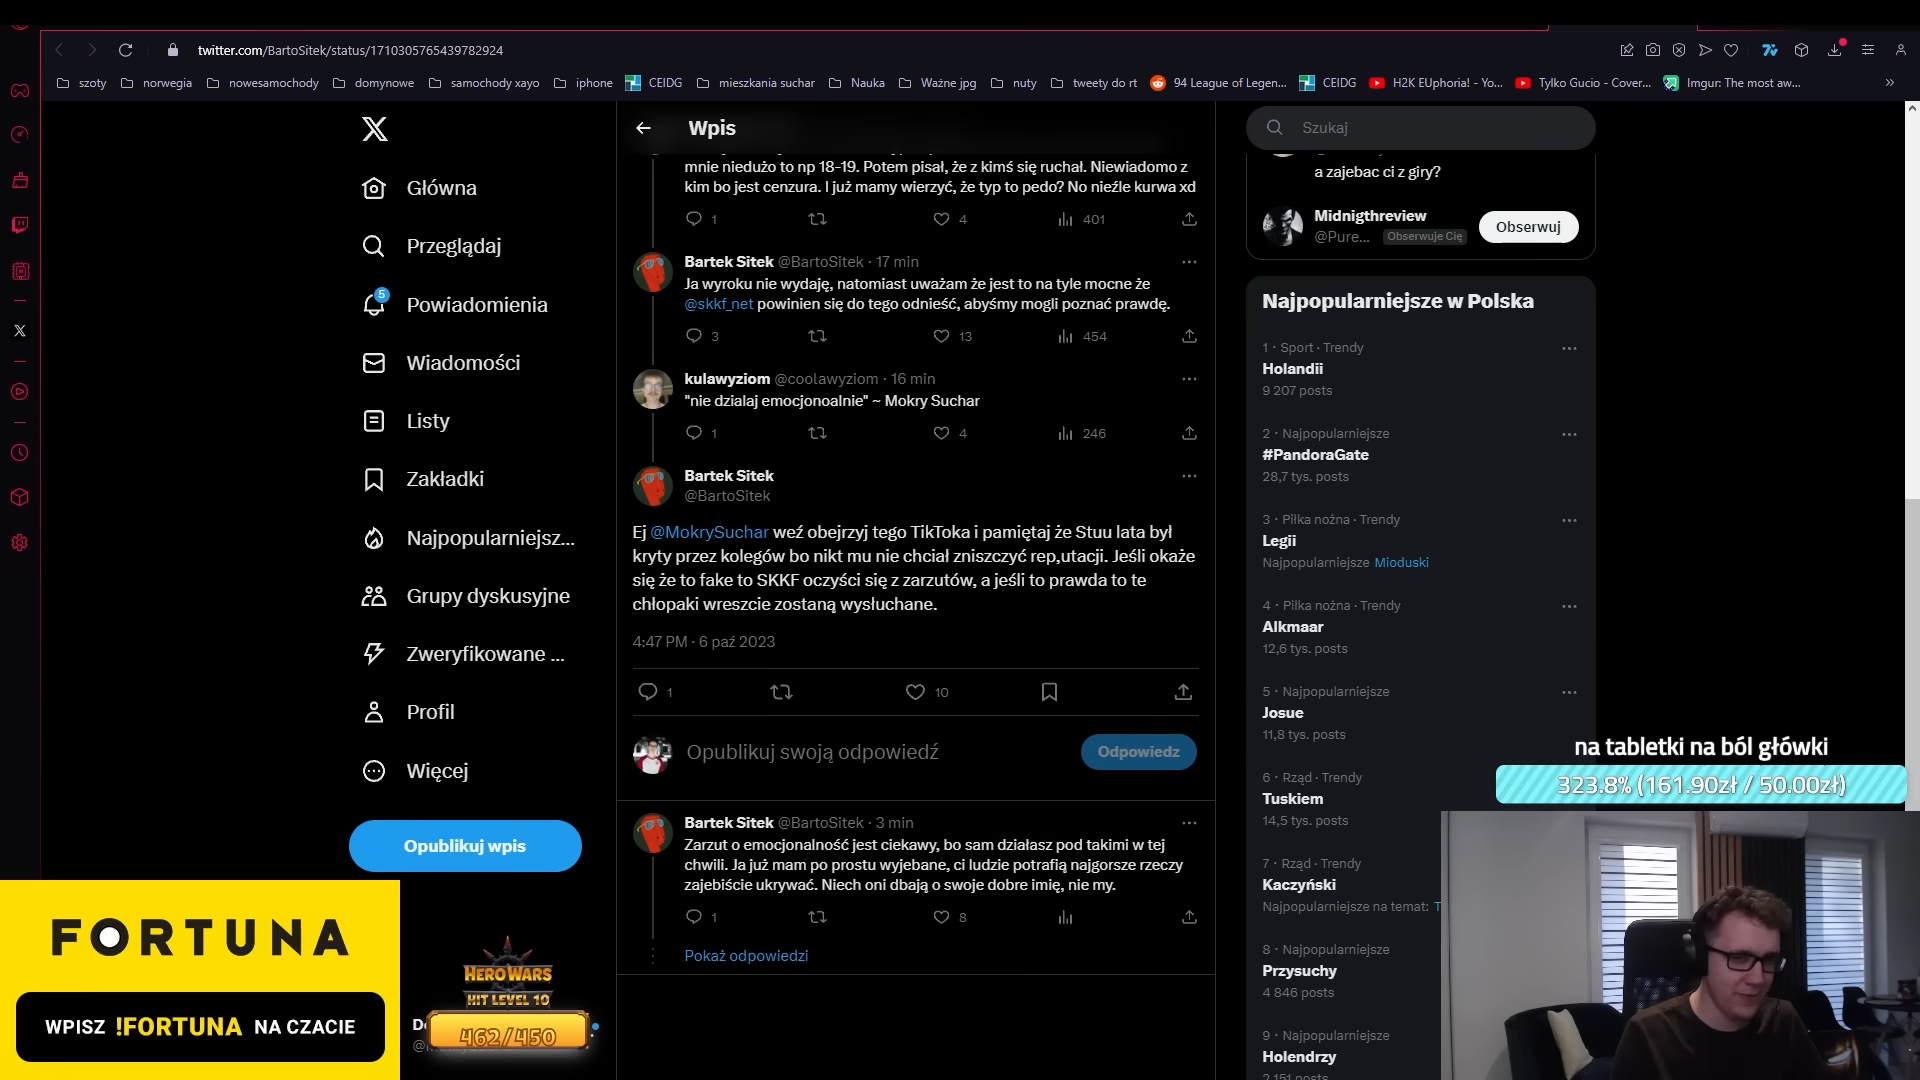 twitter.com/BartoSitek/status/1710305765439782924
szoty
norwegia
nowesamochody
domynowe
samochody xayo
iphone
CEIDG
mieszkania suchar
Nauka
Ważne jpg
nuty
tweety do rt
94 League of Legen...
CEIDG
H2K EUphoria! - Yo...
Tylko Gucio - Cover...
Imgur: The most aw...
»
X
Główna
Przeglądaj
5
Powiadomienia
Wiadomości
Listy
Zakładki
Najpopularniejsz...
Grupy dyskusyjne
Zweryfikowane ...
Profil
Więcej
Opublikuj wpis
Wpis
mnie niedużo to np 18-19. Potem pisał, że z kimś się ruchał. Niewiadomo z
kim bo jest cenzura. I już mamy wierzyć, że typ to pedo? No nieźle kurwa xd
1 4 401
Bartek Sitek @BartoSitek · 17 min
Ja wyroku nie wydaję, natomiast uważam że jest to na tyle mocne że
@skkf_net powinien się do tego odnieść, abyśmy mogli poznać prawdę.
3 13 454
kulawyziom @coolawyziom · 16 min
"nie dzialaj emocjonoalnie" ~ Mokry Suchar
1 4 246
Bartek Sitek
@BartoSitek
Ej @MokrySuchar weź obejrzyj tego TikToka i pamiętaj że Stuu lata był
kryty przez kolegów bo nikt mu nie chciał zniszczyć rep,utacji. Jeśli okaże
się że to fake to SKKF oczyści się z zarzutów, a jeśli to prawda to te
chłopaki wreszcie zostaną wysłuchane.
4:47 PM · 6 paź 2023
1 10
Opublikuj swoją odpowiedź
Odpowiedz
Bartek Sitek @BartoSitek · 3 min
Zarzut o emocjonalność jest ciekawy, bo sam działasz pod takimi w tej
chwili. Ja już mam po prostu wyjebane, ci ludzie potrafią najgorsze rzeczy
zajebiście ukrywać. Niech oni dbają o swoje dobre imię, nie my.
1 8
Pokaż odpowiedzi
Szukaj
a zajebac ci z giry?
Midnigthreview
@Pure... Obserwuje Cię
Obserwuj
Najpopularniejsze w Polska
1 · Sport · Trendy
Holandii
9 207 posts
2 · Najpopularniejsze
#PandoraGate
28,7 tys. posts
3 · Piłka nożna · Trendy
Legii
Najpopularniejsze Mioduski
4 · Piłka nożna · Trendy
Alkmaar
12,6 tys. posts
5 · Najpopularniejsze
Josue
11,8 tys. posts
6 · Rząd · Trendy
Tuskiem
14,5 tys. posts
7 · Rząd · Trendy
Kaczyński
Najpopularniejsze na temat: T
8 · Najpopularniejsze
Przysuchy
4 846 posts
9 · Najpopularniejsze
Holendrzy
2 151 posts
na tabletki na ból główki
323.8% (161.90zł / 50.00zł)
FORTUNA
WPISZ !FORTUNA NA CZACIE
HERO WARS
HIT LEVEL 10
462/450